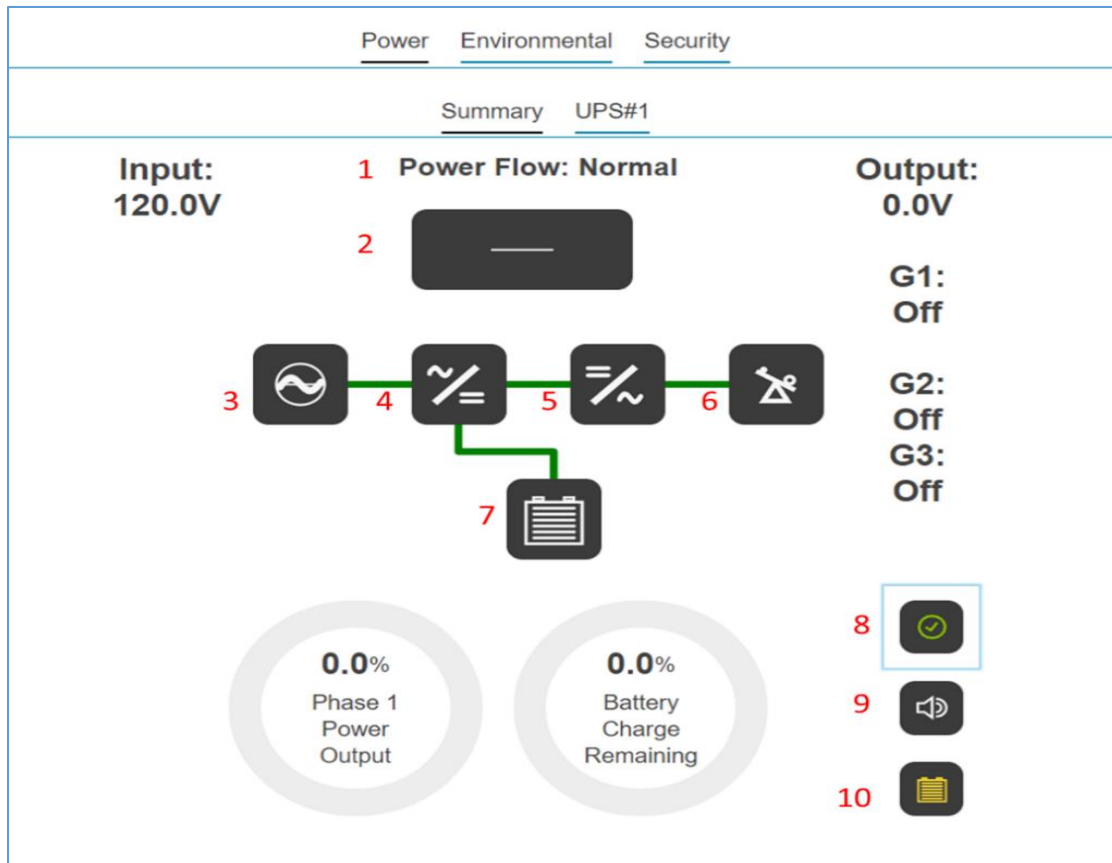 Power Environmental Security
Summary UPS#1
Input:
120.0V
1 Power Flow: Normal
2
Output:
0.0V
G1:
Off
G2:
Off
G3:
Off
3
4
5
6
7
0.0%
Phase 1
Power
Output
0.0%
Battery
Charge
Remaining
8
9
10